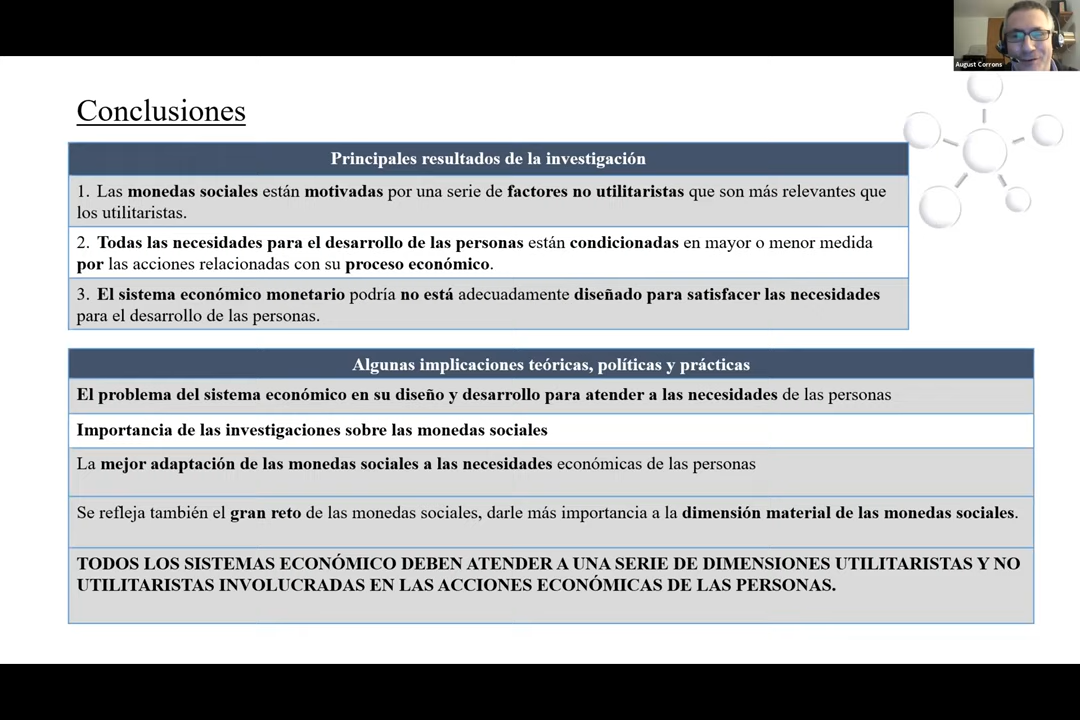 August Corrons
Conclusiones
Principales resultados de la investigación
1. Las monedas sociales están motivadas por una serie de factores no utilitaristas que son más relevantes que
los utilitaristas.
2. Todas las necesidades para el desarrollo de las personas están condicionadas en mayor o menor medida
por las acciones relacionadas con su proceso económico.
3. El sistema económico monetario podría no está adecuadamente diseñado para satisfacer las necesidades
para el desarrollo de las personas.
Algunas implicaciones teóricas, políticas y prácticas
El problema del sistema económico en su diseño y desarrollo para atender a las necesidades de las personas
Importancia de las investigaciones sobre las monedas sociales
La mejor adaptación de las monedas sociales a las necesidades económicas de las personas
Se refleja también el gran reto de las monedas sociales, darle más importancia a la dimensión material de las monedas sociales.
TODOS LOS SISTEMAS ECONÓMICO DEBEN ATENDER A UNA SERIE DE DIMENSIONES UTILITARISTAS Y NO
UTILITARISTAS INVOLUCRADAS EN LAS ACCIONES ECONÓMICAS DE LAS PERSONAS.